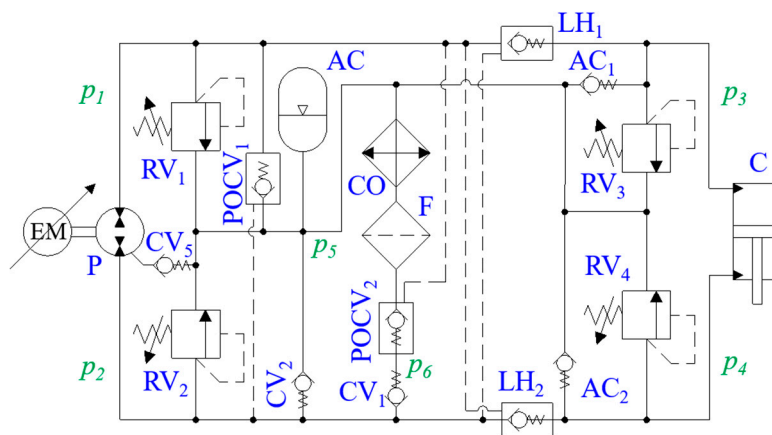 LH₁
AC
AC₁
p₁
p₃
RV₁
POCV₁
CO
RV₃
C
F
EM
CV₅
P
p₅
RV₄
POCV₂
p₂
RV₂
CV₂
p₆
CV₁
LH₂
AC₂
p₄